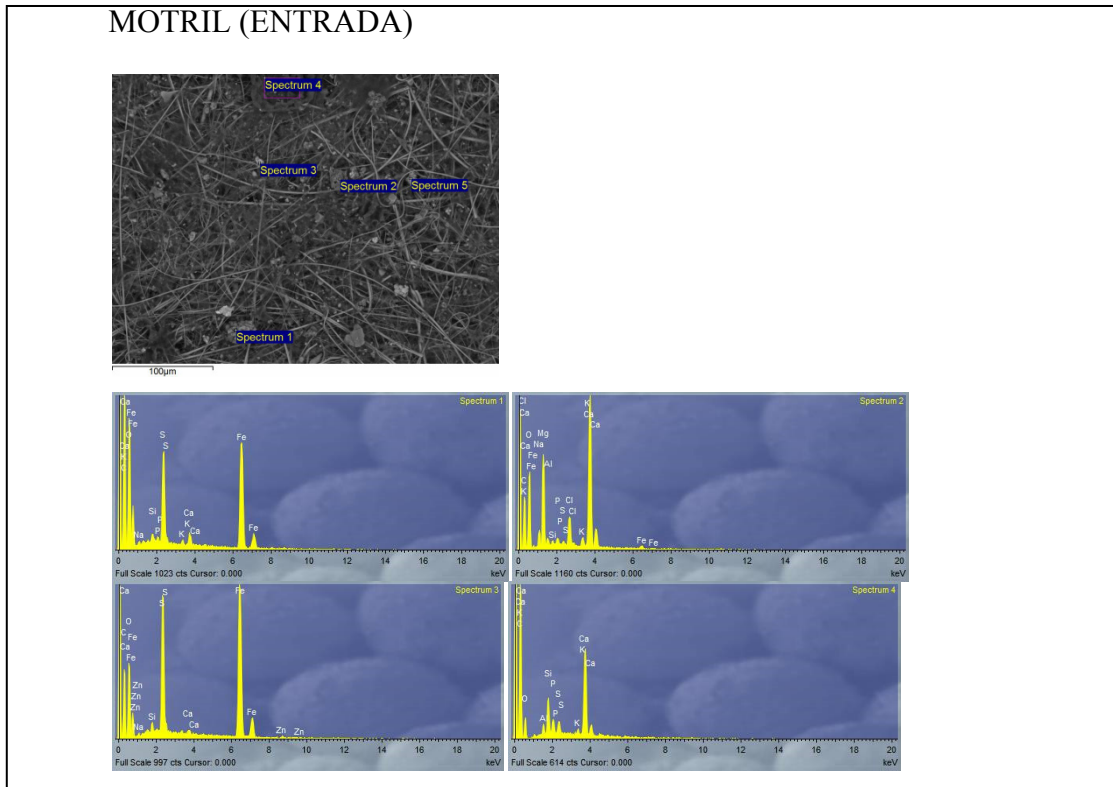 MOTRIL (ENTRADA)
Spectrum 4
Spectrum 3
Spectrum 2
Spectrum 5
Spectrum 1
100µm
Spectrum 1
Ca
Fe
Fe
O
Ca
K
C
S
S
Si
P
P
Na
K
Ca
K
Ca
Fe
Fe
0 2 4 6 8 10 12 14 16 18 20
Full Scale 1023 cts Cursor: 0.000 keV
Spectrum 2
Cl
Ca
O
Ca
Fe
Fe
C
K
Mg
Na
Al
Si
P
S
P
S
Cl
Cl
K
K
Ca
Ca
Fe
Fe
0 2 4 6 8 10 12 14 16 18 20
Full Scale 1160 cts Cursor: 0.000 keV
Spectrum 3
Ca
O
C
Fe
Ca
Fe
Zn
Zn
Zn
Na
Si
S
S
Ca
Ca
Fe
Fe
Zn
Zn
0 2 4 6 8 10 12 14 16 18 20
Full Scale 997 cts Cursor: 0.000 keV
Spectrum 4
Ca
Ca
K
C
O
Al
Si
P
P
S
S
K
Ca
K
Ca
0 2 4 6 8 10 12 14 16 18 20
Full Scale 614 cts Cursor: 0.000 keV